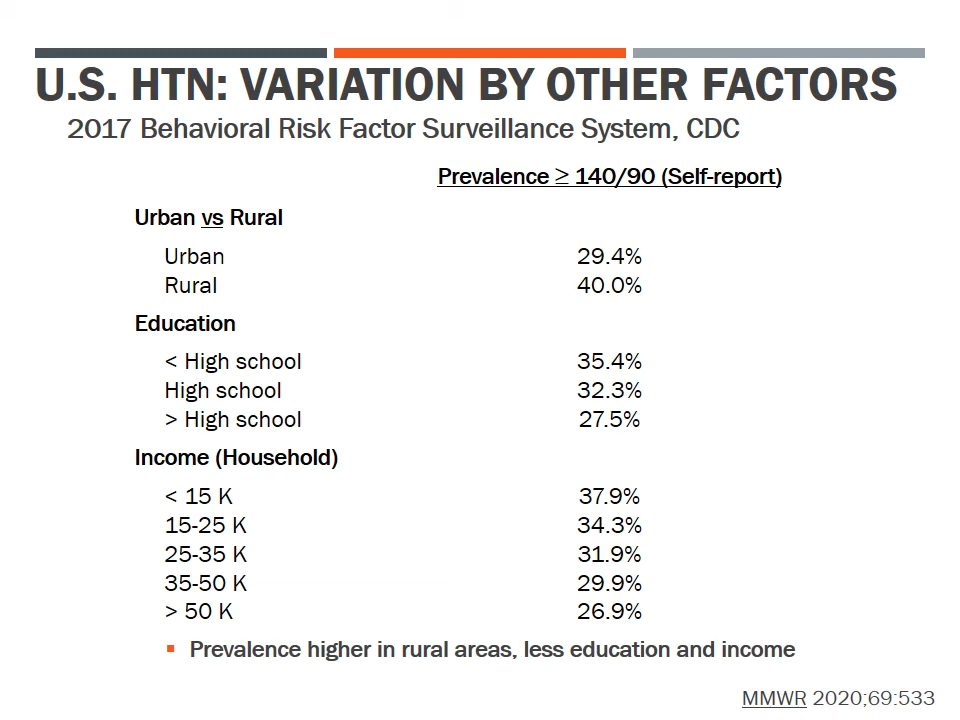 U.S. HTN: VARIATION BY OTHER FACTORS
2017 Behavioral Risk Factor Surveillance System, CDC
Prevalence ≥ 140/90 (Self-report)
Urban vs Rural
Urban 29.4%
Rural 40.0%
Education
< High school 35.4%
High school 32.3%
> High school 27.5%
Income (Household)
< 15 K 37.9%
15-25 K 34.3%
25-35 K 31.9%
35-50 K 29.9%
> 50 K 26.9%
▪ Prevalence higher in rural areas, less education and income
MMWR 2020;69:533